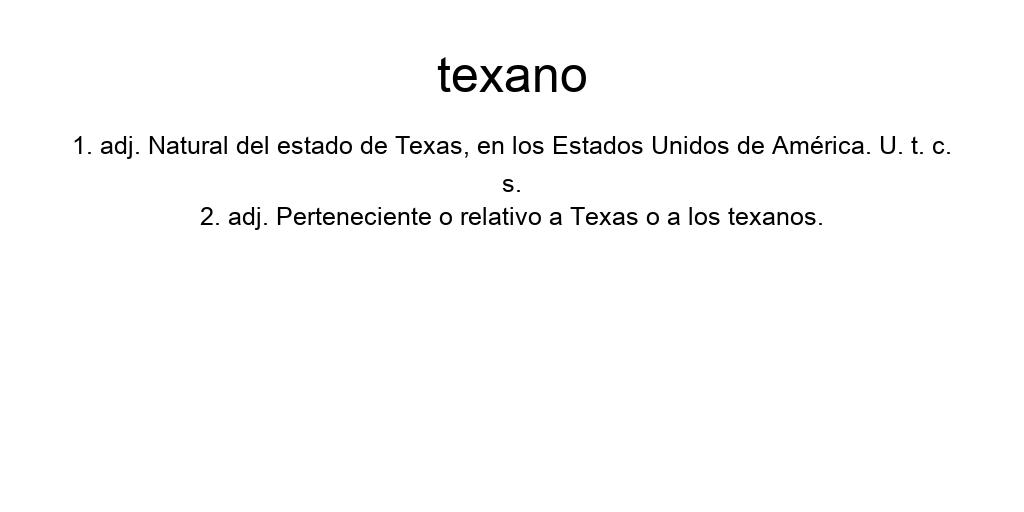 texano
1. adj. Natural del estado de Texas, en los Estados Unidos de América. U. t. c.
s.
2. adj. Perteneciente o relativo a Texas o a los texanos.